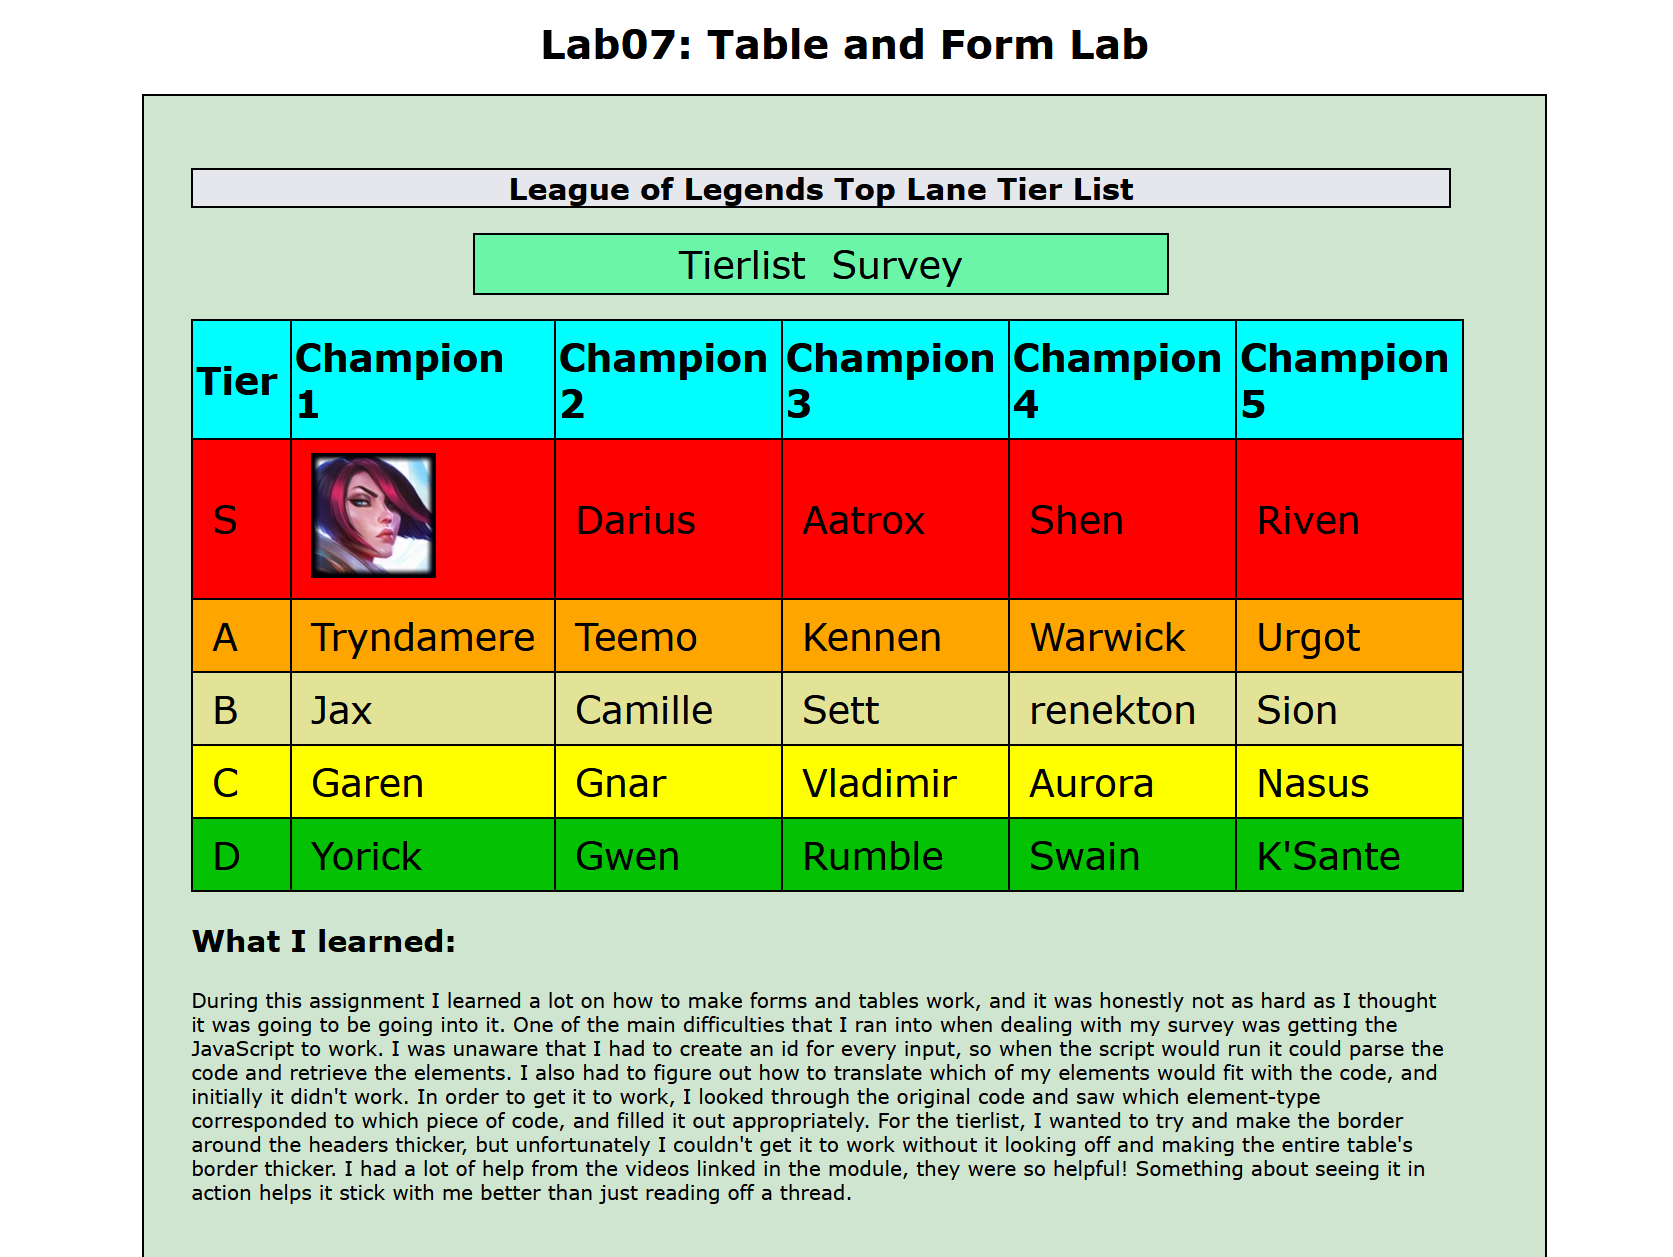 Lab07: Table and Form Lab
League of Legends Top Lane Tier List
Tierlist Survey
Tier Champion 1 Champion 2 Champion 3 Champion 4 Champion 5
S Darius Aatrox Shen Riven
A Tryndamere Teemo Kennen Warwick Urgot
B Jax Camille Sett renekton Sion
C Garen Gnar Vladimir Aurora Nasus
D Yorick Gwen Rumble Swain K'Sante
What I learned:
During this assignment I learned a lot on how to make forms and tables work, and it was honestly not as hard as I thought
it was going to be going into it. One of the main difficulties that I ran into when dealing with my survey was getting the
JavaScript to work. I was unaware that I had to create an id for every input, so when the script would run it could parse the
code and retrieve the elements. I also had to figure out how to translate which of my elements would fit with the code, and
initially it didn't work. In order to get it to work, I looked through the original code and saw which element-type
corresponded to which piece of code, and filled it out appropriately. For the tierlist, I wanted to try and make the border
around the headers thicker, but unfortunately I couldn't get it to work without it looking off and making the entire table's
border thicker. I had a lot of help from the videos linked in the module, they were so helpful! Something about seeing it in
action helps it stick with me better than just reading off a thread.